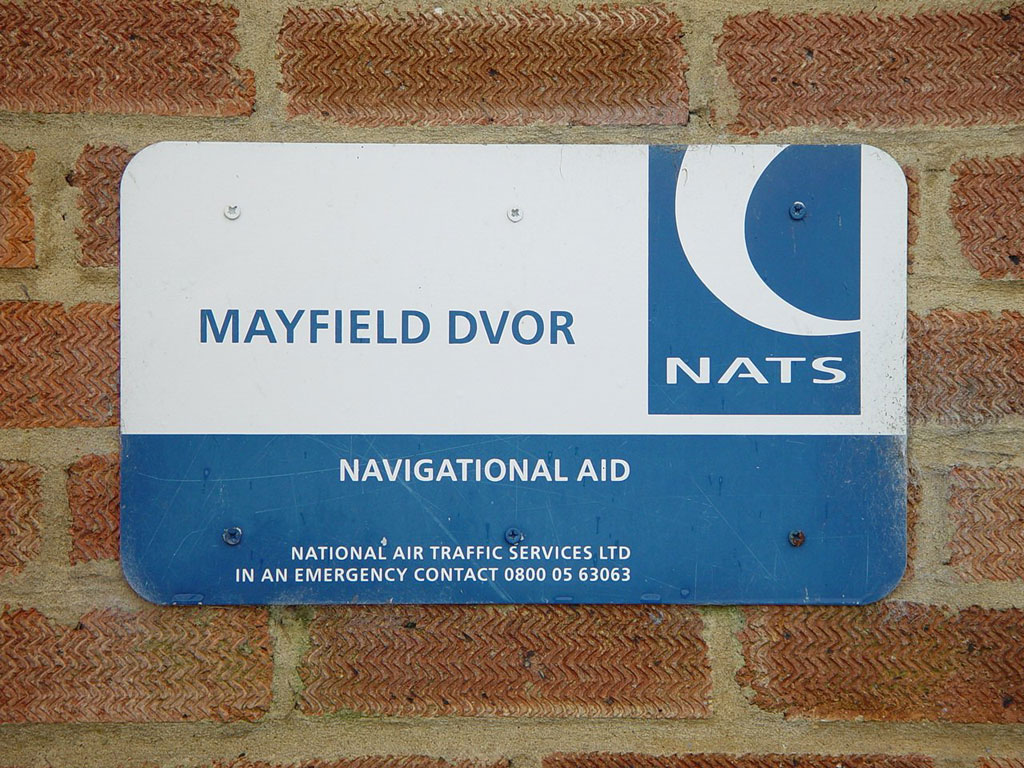 MAYFIELD DVOR
NATS
NAVIGATIONAL AID
NATIONAL AIR TRAFFIC SERVICES LTD
IN AN EMERGENCY CONTACT 0800 05 63063